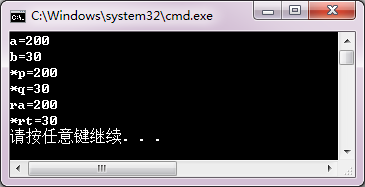 C:\Windows\system32\cmd.exe
a=200
b=30
*p=200
*q=30
ra=200
*rt=30
请按任意键继续. . .